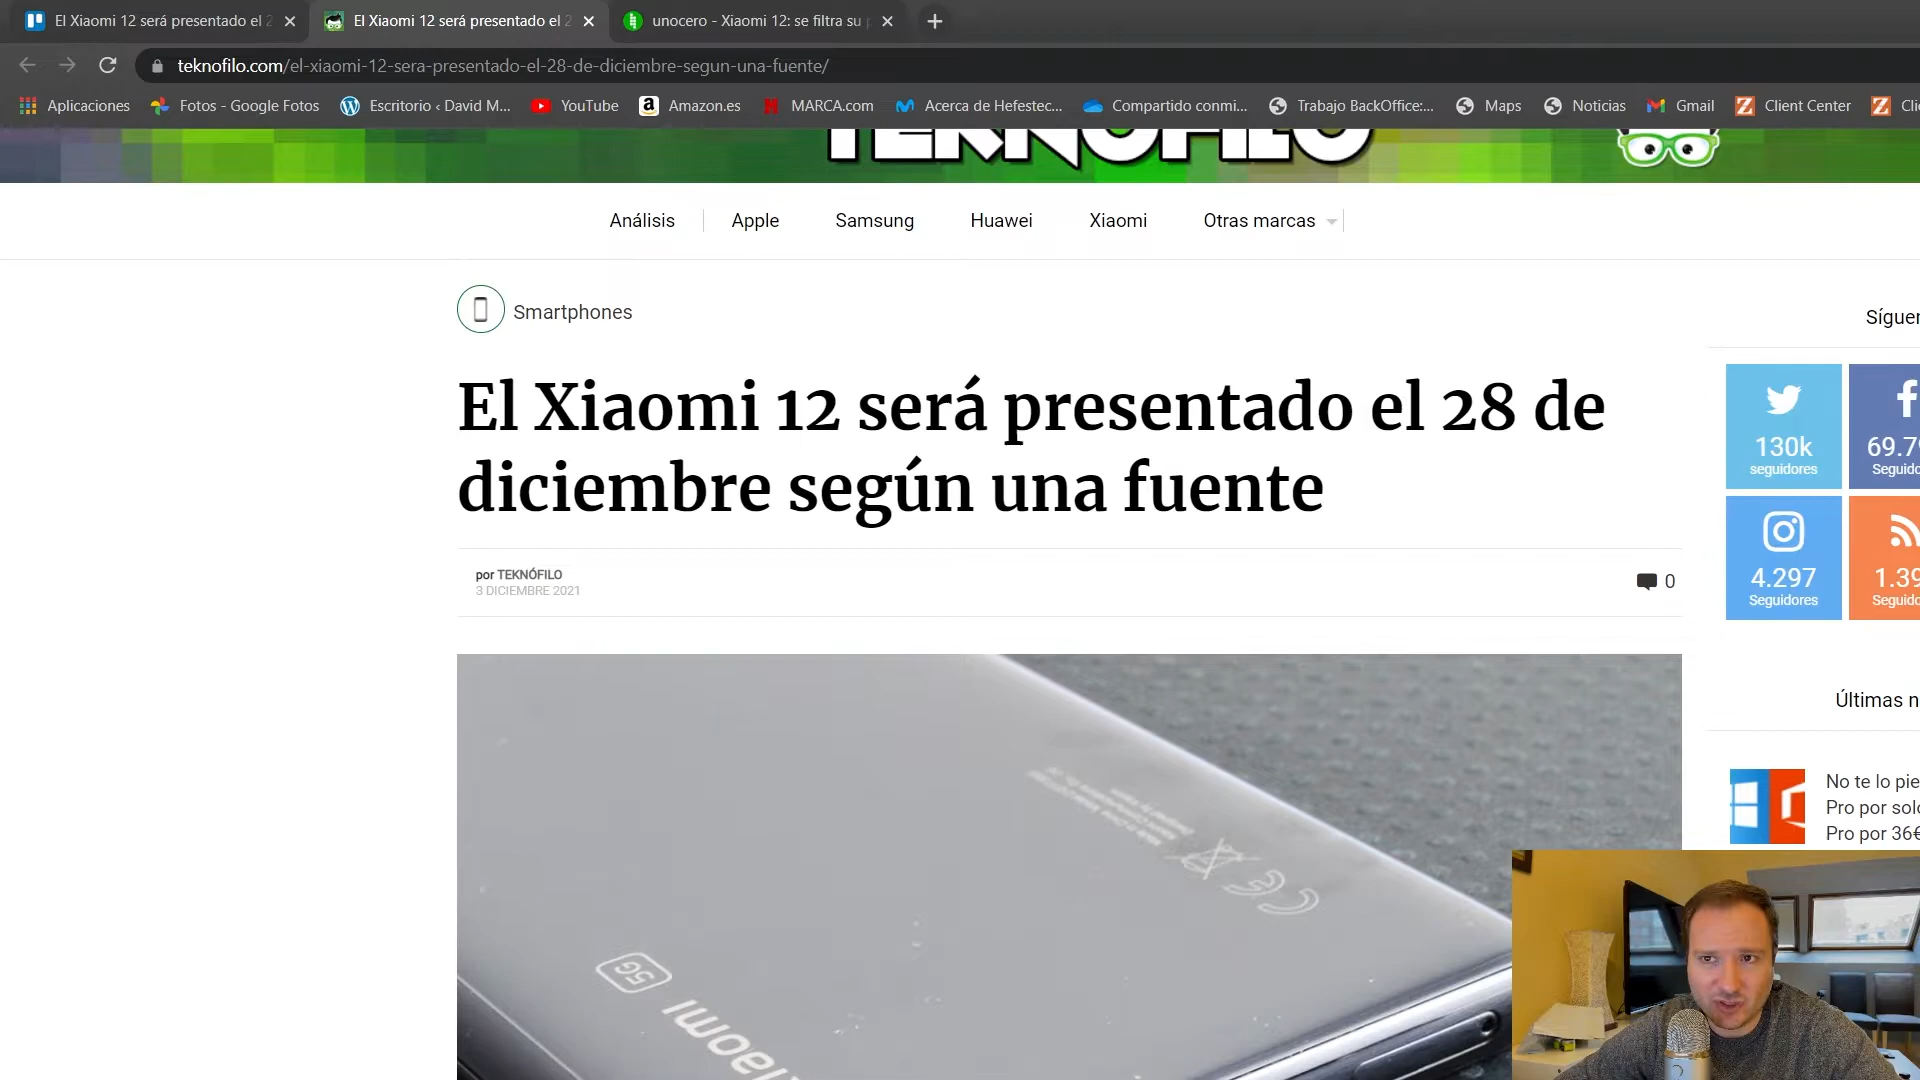 El Xiaomi 12 será presentado el 2
El Xiaomi 12 será presentado el 2
unocero - Xiaomi 12: se filtra su p
teknofilo.com/el-xiaomi-12-sera-presentado-el-28-de-diciembre-segun-una-fuente/
Aplicaciones
Fotos - Google Fotos
Escritorio ‹ David M...
YouTube
Amazon.es
MARCA.com
Acerca de Hefestec...
Compartido conmi...
Trabajo BackOffice:...
Maps
Noticias
Gmail
Client Center
Cli
TEKNOFILO
Análisis
Apple
Samsung
Huawei
Xiaomi
Otras marcas
Smartphones
Síguen
El Xiaomi 12 será presentado el 28 de
diciembre según una fuente
por TEKNÓFILO
3 DICIEMBRE 2021
0
130k
seguidores
69.79
Seguido
4.297
Seguidores
1.39
Seguido
Últimas n
No te lo pie
Pro por solo
Pro por 36€
5G
Xiaomi